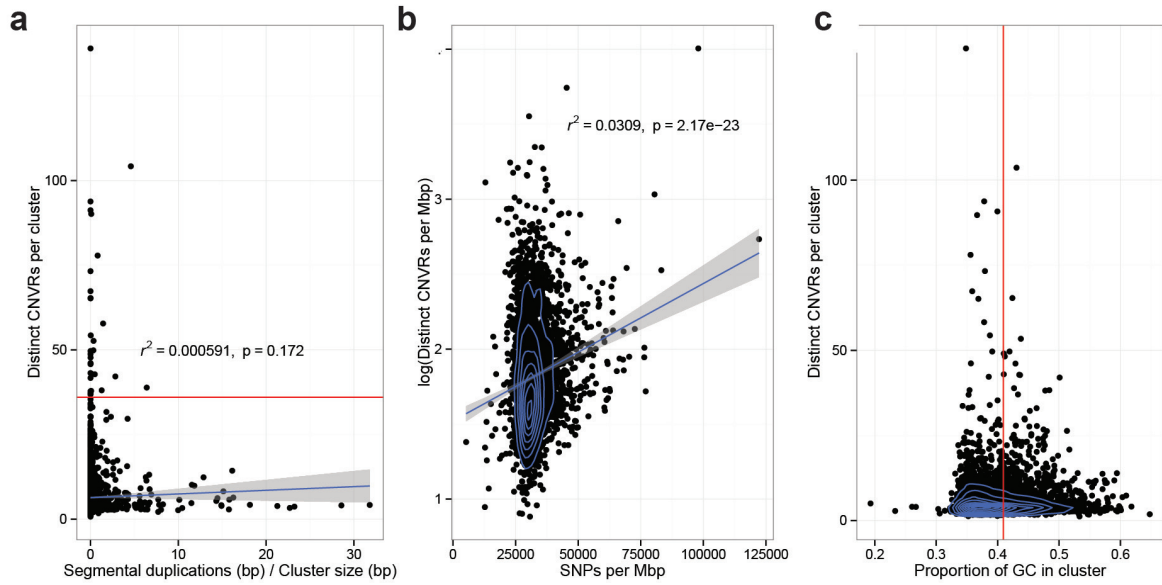 a
Distinct CNVRs per cluster
100
50
0
r² = 0.000591, p = 0.172
0
10
20
30
Segmental duplications (bp) / Cluster size (bp)
b
log(Distinct CNVRs per Mbp)
3
2
1
r² = 0.0309, p = 2.17e−23
0
25000
50000
75000
100000
125000
SNPs per Mbp
c
Distinct CNVRs per cluster
100
50
0
0.2
0.3
0.4
0.5
0.6
Proportion of GC in cluster